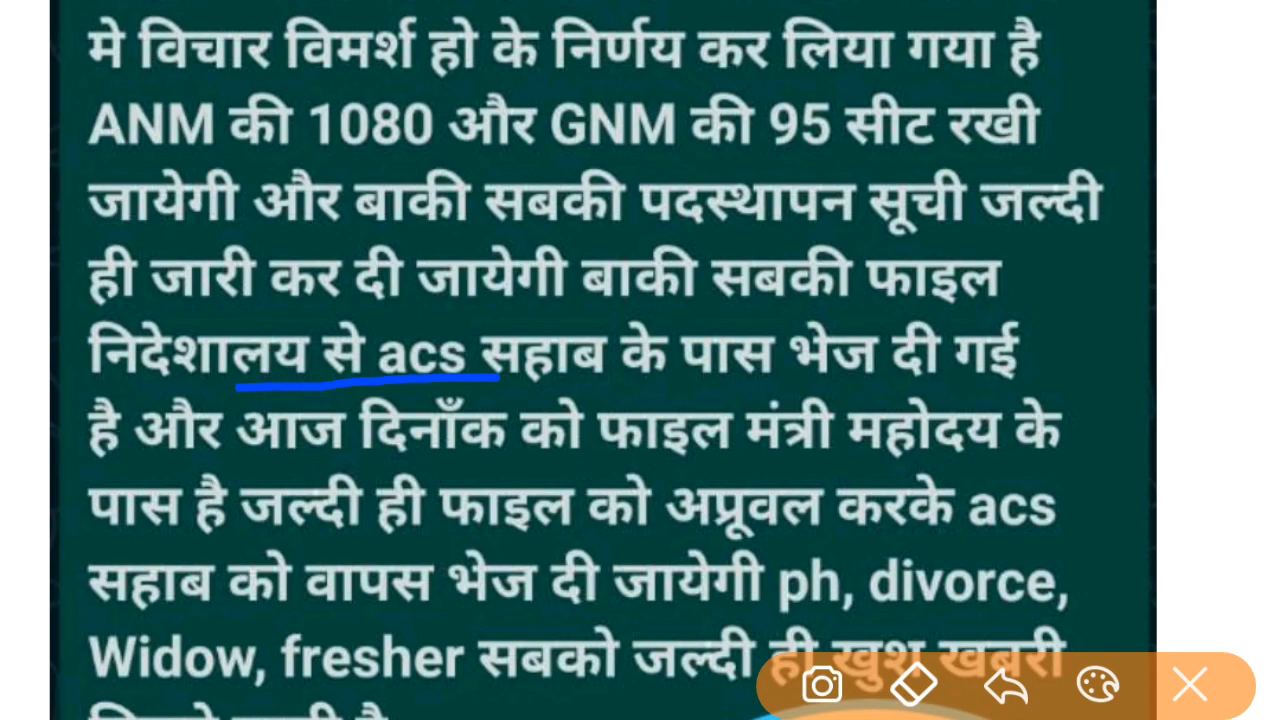 मे विचार विमर्श हो के निर्णय कर लिया गया है
ANM की 1080 और GNM की 95 सीट रखी
जायेगी और बाकी सबकी पदस्थापन सूची जल्दी
ही जारी कर दी जायेगी बाकी सबकी फाइल
निदेशालय से acs सहाब के पास भेज दी गई
है और आज दिनाँक को फाइल मंत्री महोदय के
पास है जल्दी ही फाइल को अप्रूवल करके acs
सहाब को वापस भेज दी जायेगी ph, divorce,
Widow, fresher सबको जल्दी ही खुश खबरी